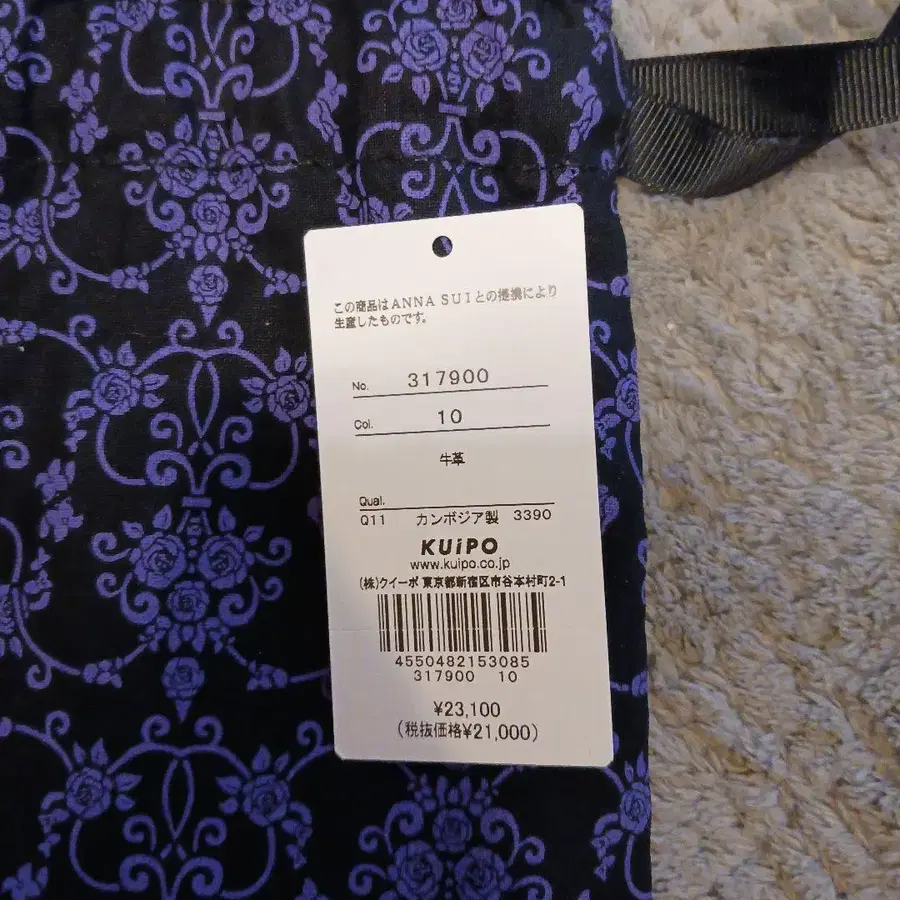 この商品はANNA SUIとの提携により
生産したものです。
No. 317900
Col. 10
牛革
Qual.
Q11 カンボジア製 3390
KUiPO
www.kuipo.co.jp
(株)クイーポ 東京都新宿区市谷本村町2-1
4550482153085
317900 10
¥23,100
(税抜価格¥21,000)